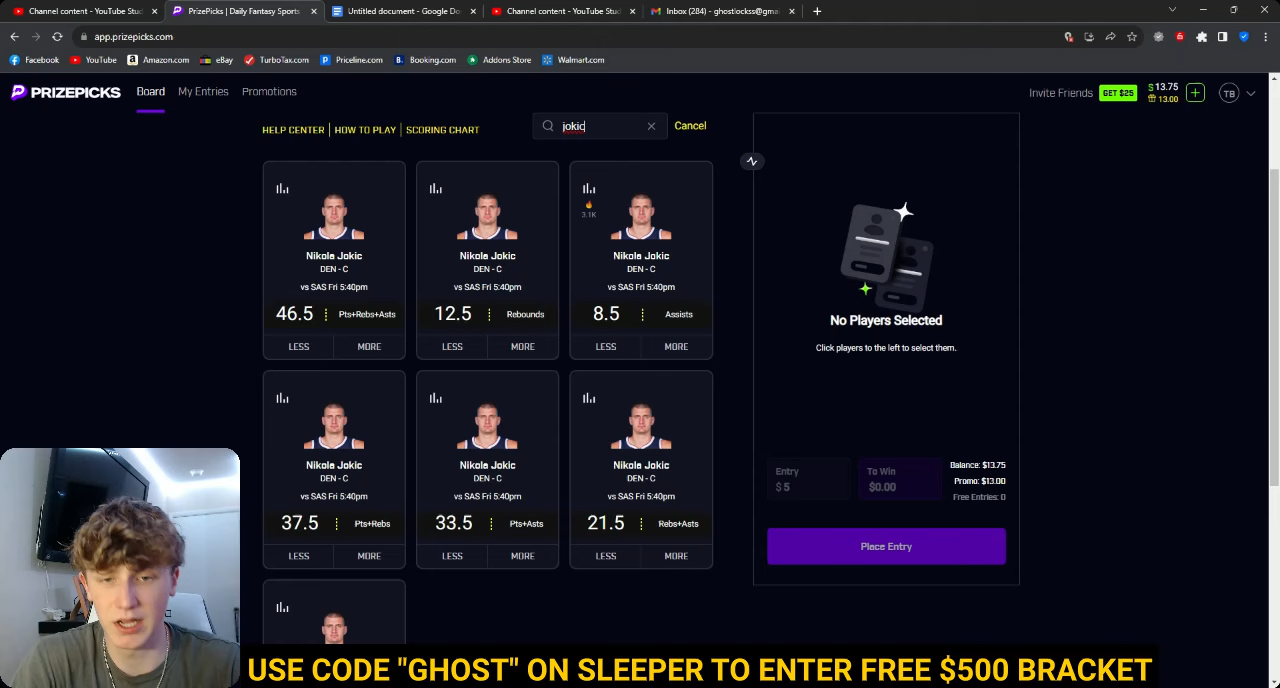 Channel content - YouTube Stud
PrizePicks | Daily Fantasy Sports
Untitled document - Google Do
Channel content - YouTube Stud
Inbox (284) - ghostlockss@gmai
app.prizepicks.com
Facebook
YouTube
Amazon.com
eBay
TurboTax.com
Priceline.com
Booking.com
Addons Store
Walmart.com
PRIZEPICKS
Board
My Entries
Promotions
Invite Friends
GET $25
$ 13.75
13.00
TB
HELP CENTER
HOW TO PLAY
SCORING CHART
jokic
Cancel
Nikola Jokic
DEN - C
vs SAS Fri 5:40pm
46.5 Pts+Rebs+Asts
LESS MORE
Nikola Jokic
DEN - C
vs SAS Fri 5:40pm
12.5 Rebounds
LESS MORE
3.1K
Nikola Jokic
DEN - C
vs SAS Fri 5:40pm
8.5 Assists
LESS MORE
Nikola Jokic
DEN - C
vs SAS Fri 5:40pm
37.5 Pts+Rebs
LESS MORE
Nikola Jokic
DEN - C
vs SAS Fri 5:40pm
33.5 Pts+Asts
LESS MORE
Nikola Jokic
DEN - C
vs SAS Fri 5:40pm
21.5 Rebs+Asts
LESS MORE
No Players Selected
Click players to the left to select them.
Entry
$ 5
To Win
$0.00
Balance: $13.75
Promo: $13.00
Free Entries: 0
Place Entry
USE CODE "GHOST" ON SLEEPER TO ENTER FREE $500 BRACKET